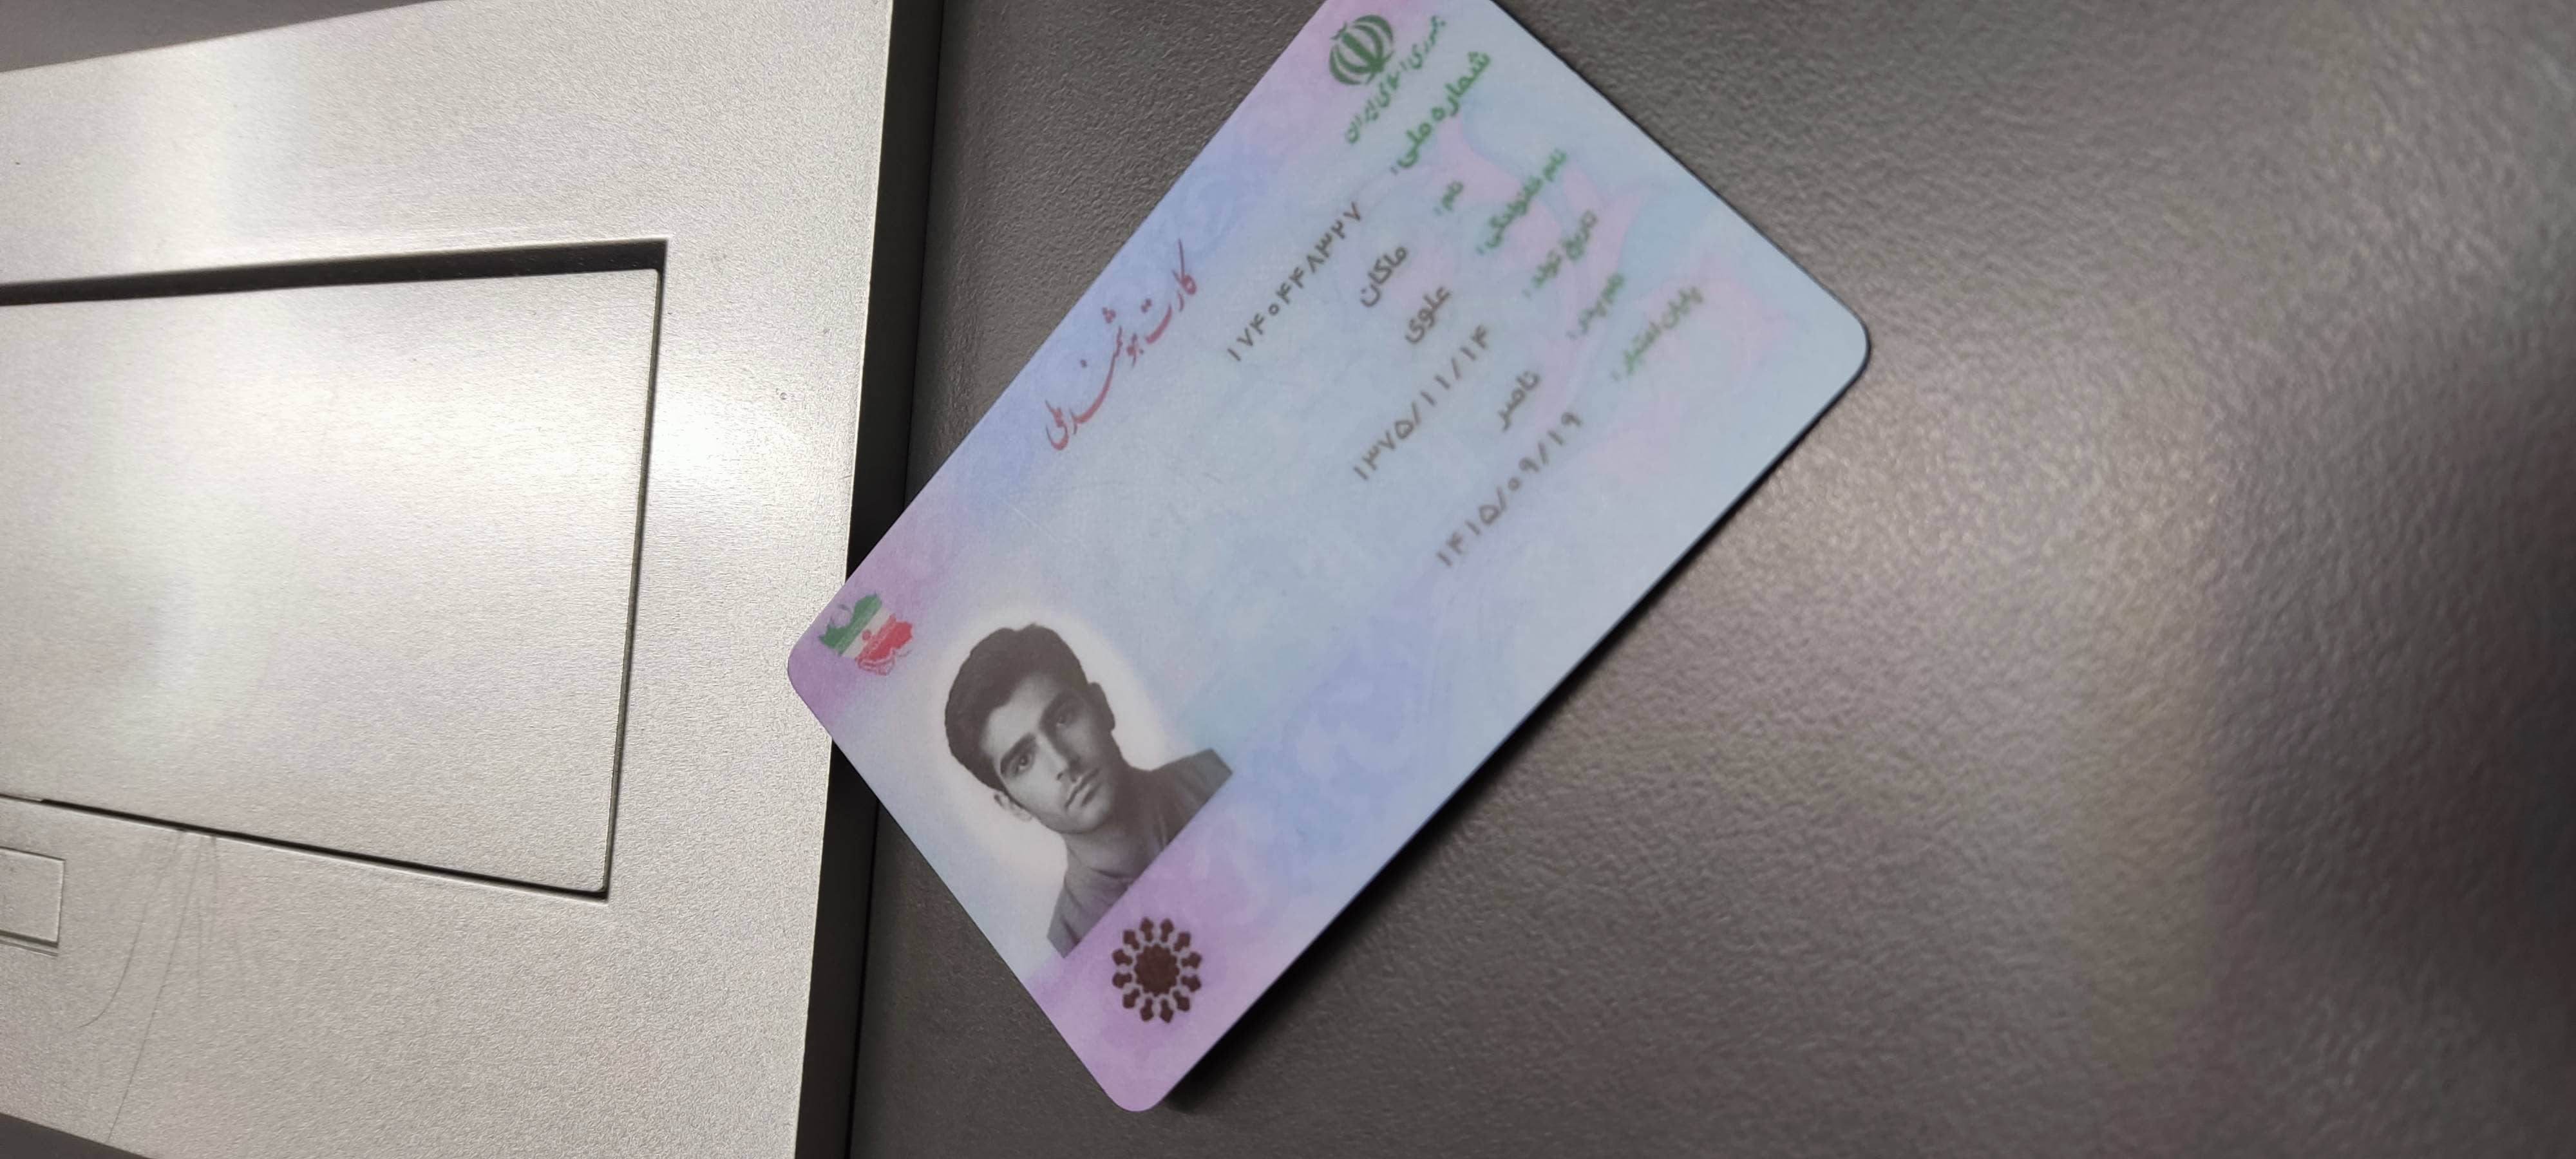 جمهوری اسلامی ایران
کارت هوشمند ملی
شماره ملی: ۱۷۴۰۴۴۸۳۲۷
نام: ماکان
نام خانوادگی: علوی
تاریخ تولد: ۱۳۷۵/۱۱/۱۴
نام پدر: ناصر
پایان اعتبار: ۱۴۱۵/۰۹/۱۹